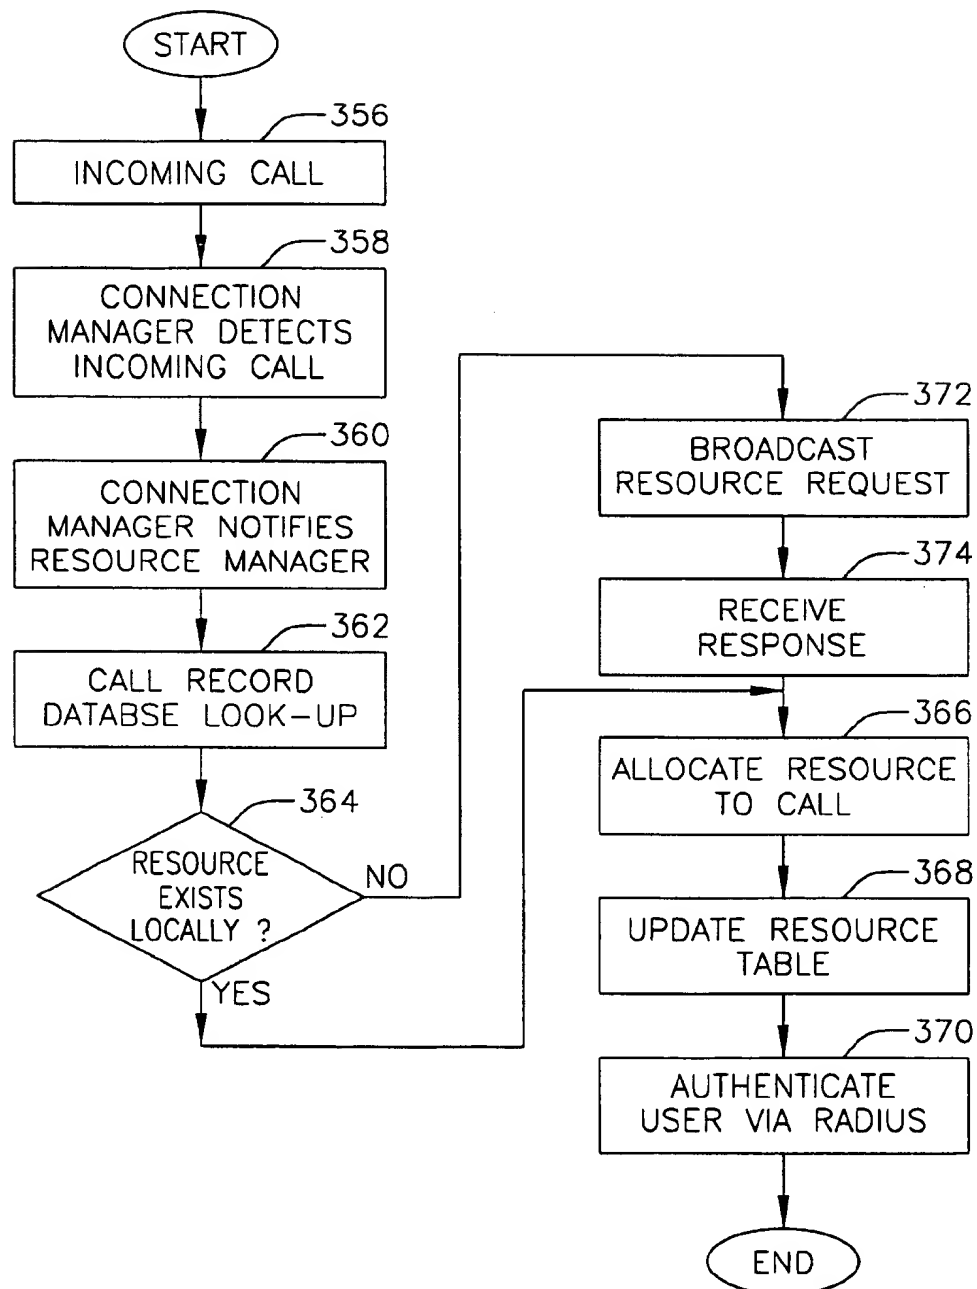 START
356
INCOMING CALL
358
CONNECTION
MANAGER DETECTS
INCOMING CALL
360
CONNECTION
MANAGER NOTIFIES
RESOURCE MANAGER
362
CALL RECORD
DATABSE LOOK-UP
364
RESOURCE
EXISTS
LOCALLY ?
NO
YES
372
BROADCAST
RESOURCE REQUEST
374
RECEIVE
RESPONSE
366
ALLOCATE RESOURCE
TO CALL
368
UPDATE RESOURCE
TABLE
370
AUTHENTICATE
USER VIA RADIUS
END